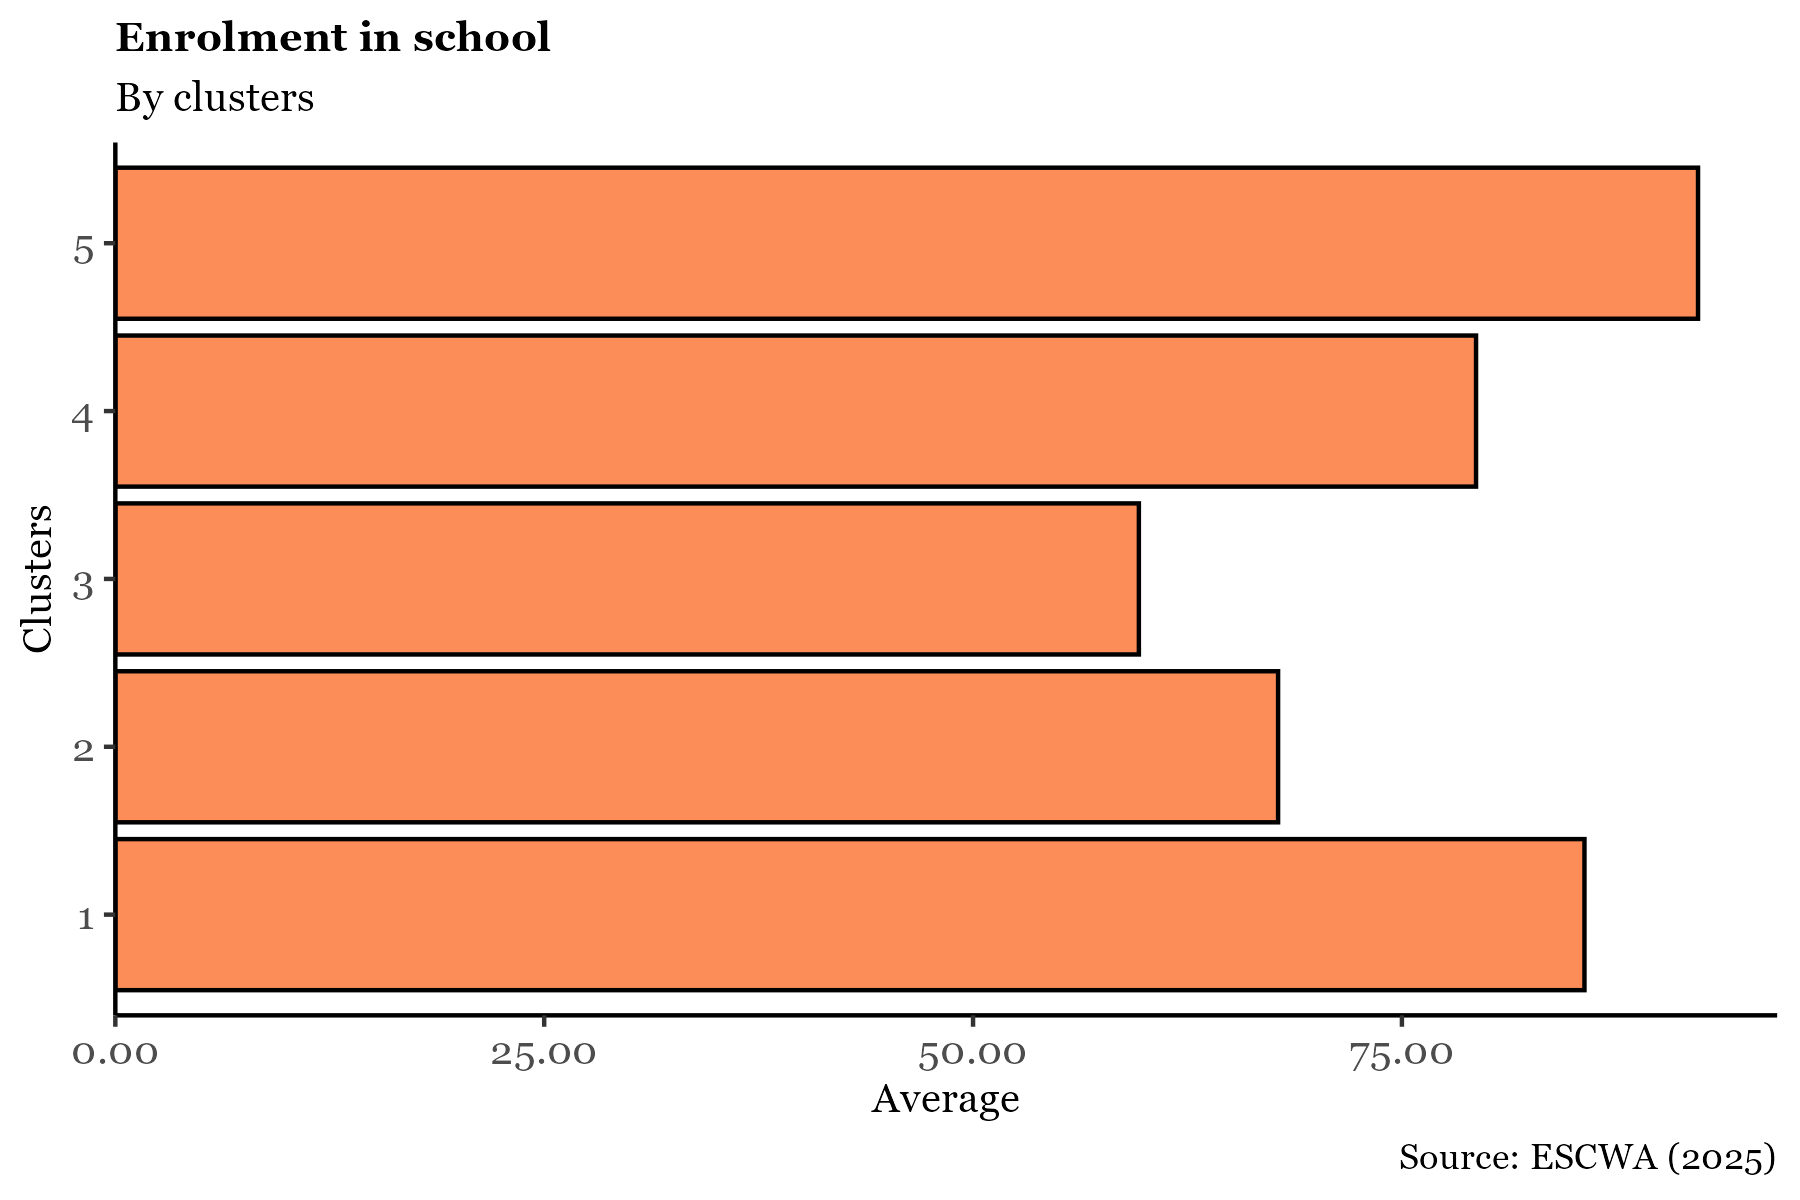 Enrolment in school
By clusters
5
4
3
2
1
Clusters
0.00 25.00 50.00 75.00
Average
Source: ESCWA (2025)